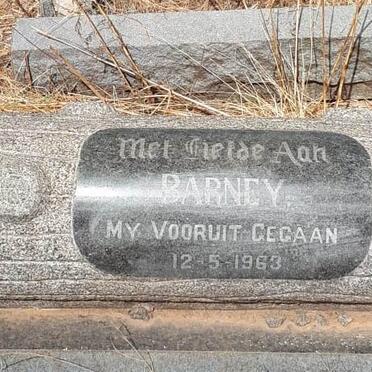 Met Liefde Aan
BARNEY.
MY VOORUIT GEGAAN
12-5-1963